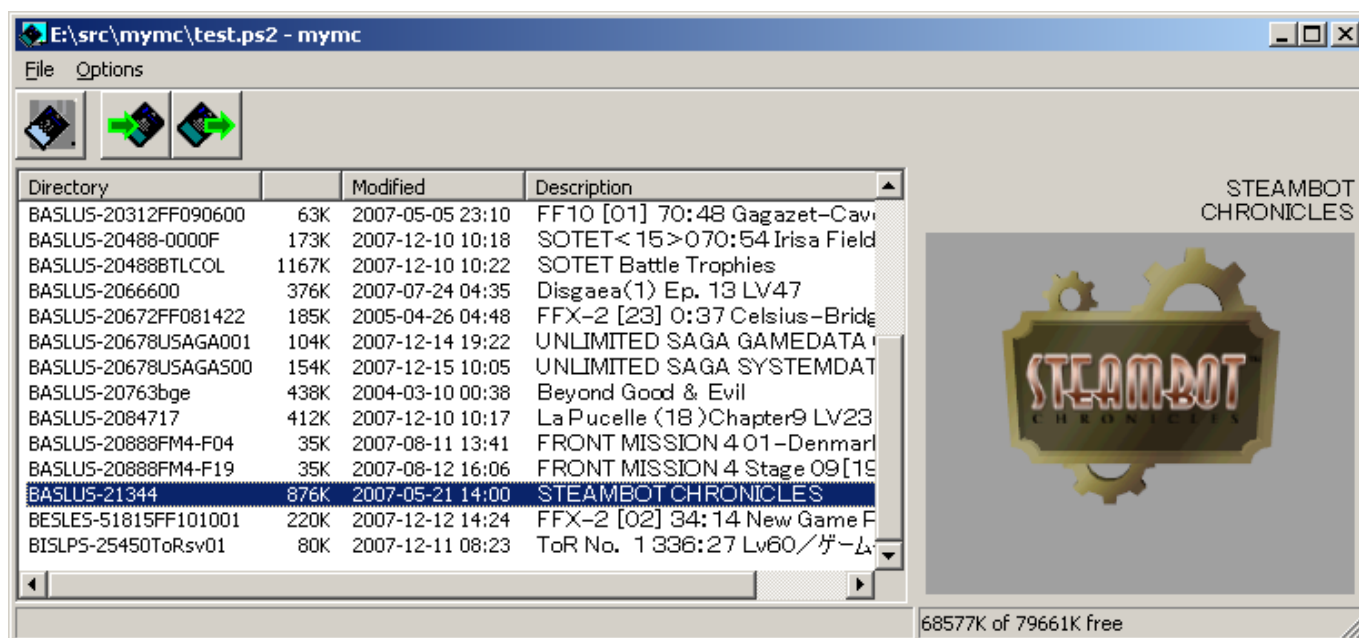 E:\src\mymc\test.ps2 - mymc
File Options
Directory Modified Description
BASLUS-20312FF090600 63K 2007-05-05 23:10 FF10 [01] 70:48 Gagazet-Cav
BASLUS-20488-0000F 173K 2007-12-10 10:18 SOTET<15>070:54 Irisa Field
BASLUS-20488BTLCOL 1167K 2007-12-10 10:22 SOTET Battle Trophies
BASLUS-2066600 376K 2007-07-24 04:35 Disgaea(1) Ep. 13 LV47
BASLUS-20672FF081422 185K 2005-04-26 04:48 FFX-2 [23] 0:37 Celsius-Bridg
BASLUS-20678USAGA001 104K 2007-12-14 19:22 UNLIMITED SAGA GAMEDATA
BASLUS-20678USAGAS00 154K 2007-12-15 10:05 UNLIMITED SAGA SYSTEMDAT
BASLUS-20763bge 438K 2004-03-10 00:38 Beyond Good & Evil
BASLUS-2084717 412K 2007-12-10 10:17 La Pucelle (18)Chapter9 LV23
BASLUS-20888FM4-F04 35K 2007-08-11 13:41 FRONT MISSION 4 01-Denmar
BASLUS-20888FM4-F19 35K 2007-08-12 16:06 FRONT MISSION 4 Stage 09[19
BASLUS-21344 876K 2007-05-21 14:00 STEAMBOT CHRONICLES
BESLES-51815FF101001 220K 2007-12-12 14:24 FFX-2 [02] 34:14 New Game F
BISLPS-25450ToRsv01 80K 2007-12-11 08:23 ToR No. 1 336:27 Lv60/ゲーム
STEAMBOT
CHRONICLES
STEAMBOT
CHRONICLES
68577K of 79661K free